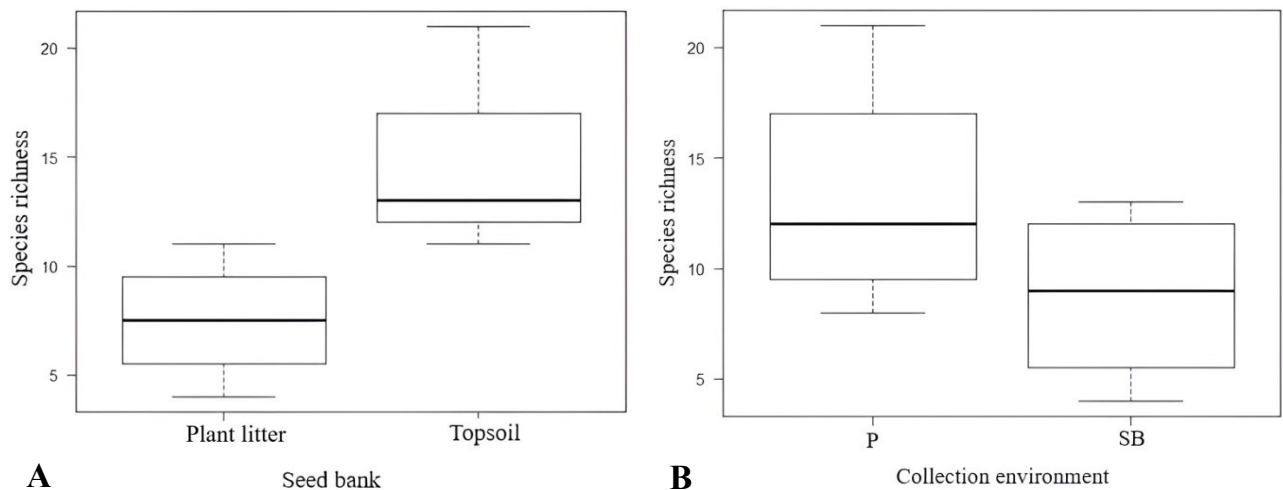 Species richness
20
15
10
5
Plant litter
Topsoil
Seed bank
A
Species richness
20
15
10
5
P
SB
Collection environment
B